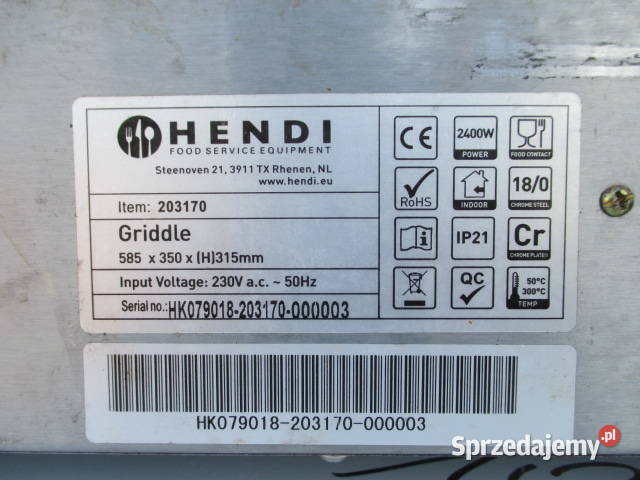 HENDI
FOOD SERVICE EQUIPMENT
Steenoven 21, 3911 TX Rhenen, NL
www.hendi.eu
Item: 203170
Griddle
585 x 350 x (H)315mm
Input Voltage: 230V a.c. ~ 50Hz
Serial no.:HK079018-203170-000003
CE
2400W
POWER
FOOD CONTACT
RoHS
INDOOR
18/0
CHROME STEEL
i
IP21
Cr
CHROME PLATED
QC
50°C
300°C
TEMP
HK079018-203170-000003
Sprzedajemy.pl